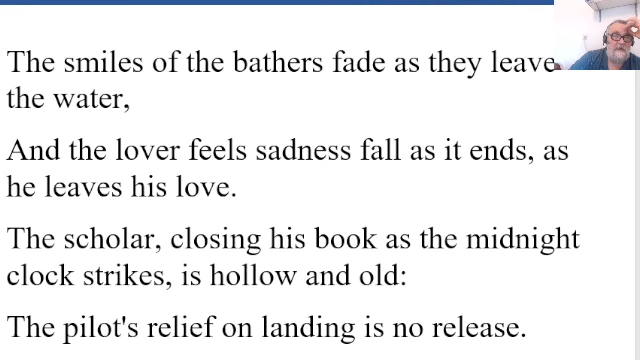 The smiles of the bathers fade as they leave
the water,
And the lover feels sadness fall as it ends, as
he leaves his love.
The scholar, closing his book as the midnight
clock strikes, is hollow and old:
The pilot's relief on landing is no release.